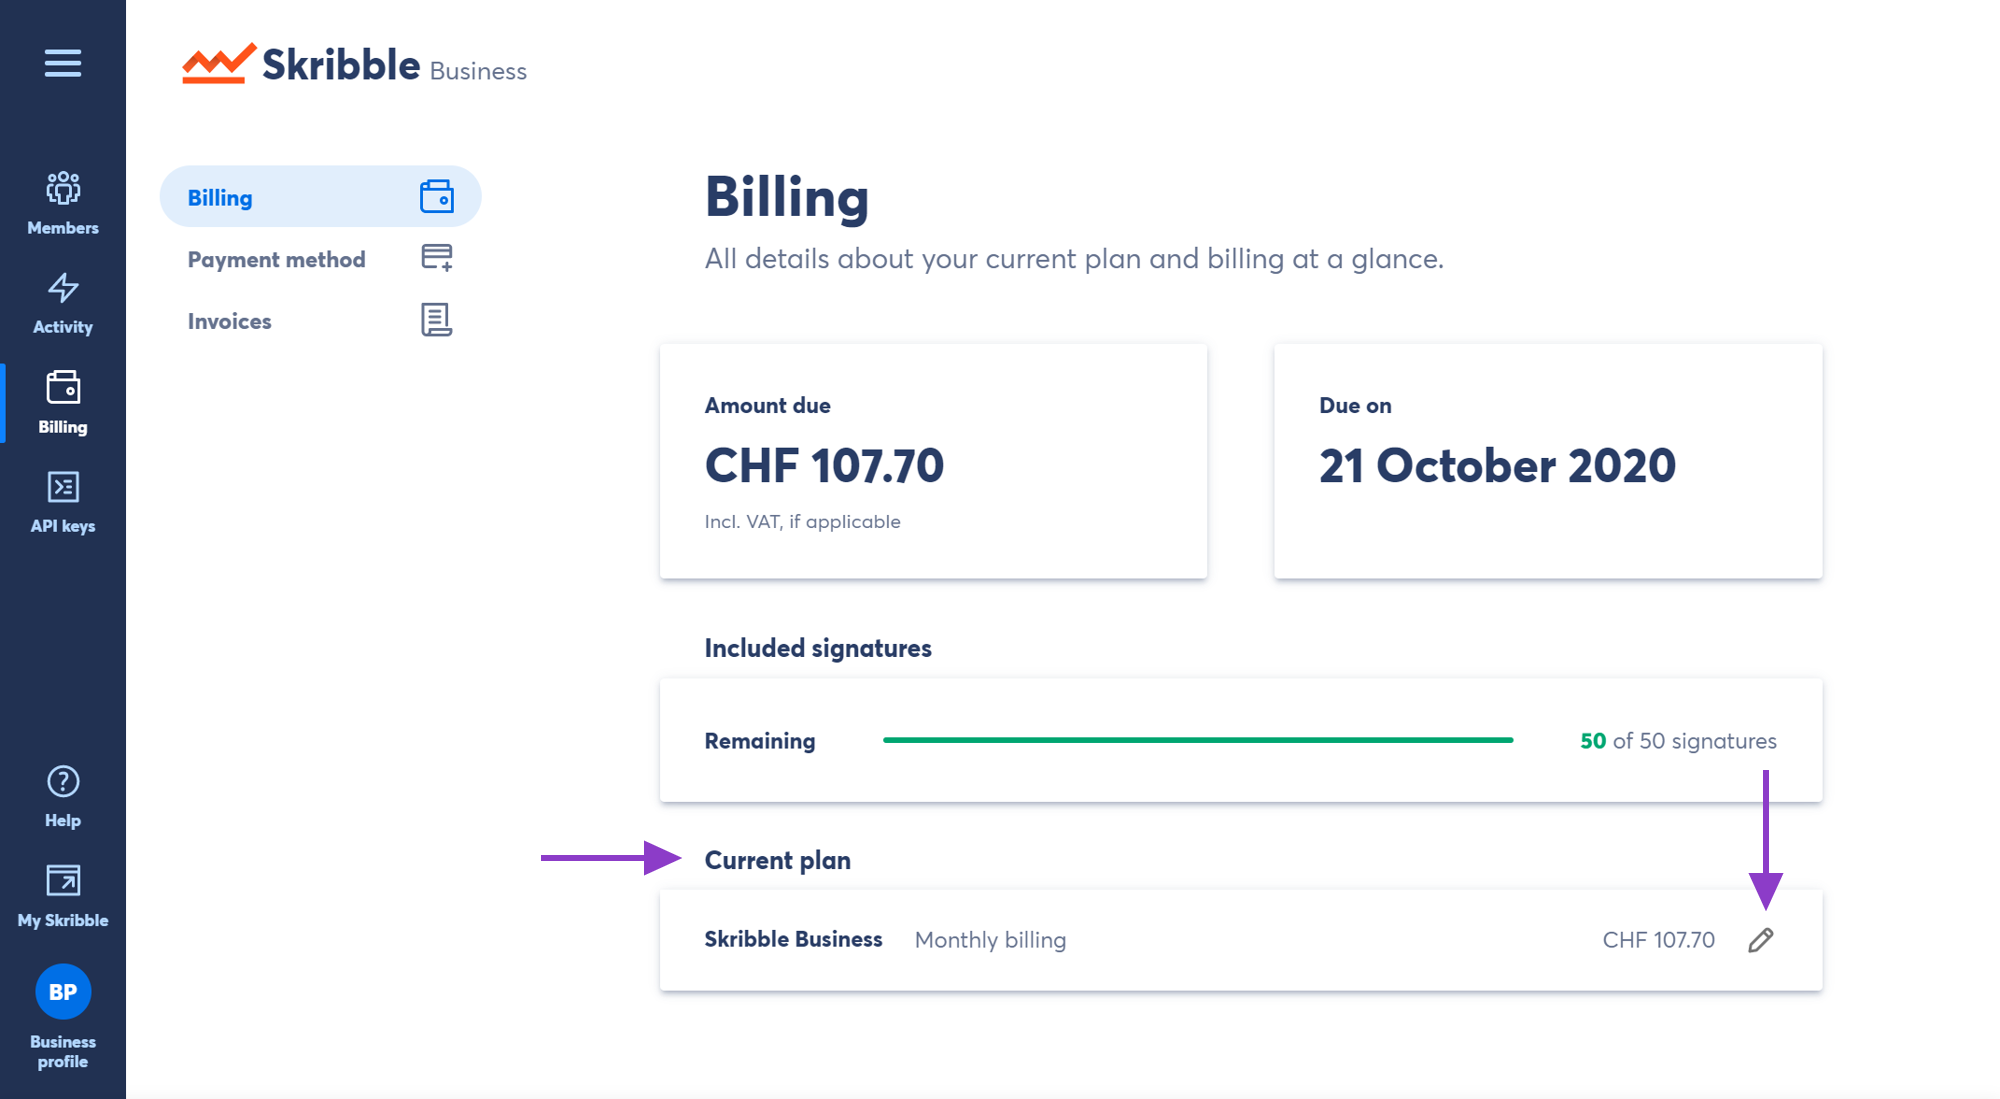 Skribble Business
Members
Activity
Billing
API keys
Help
My Skribble
BP
Business
profile
Billing
Payment method
Invoices
Billing
All details about your current plan and billing at a glance.
Amount due
CHF 107.70
Incl. VAT, if applicable
Due on
21 October 2020
Included signatures
Remaining
50 of 50 signatures
Current plan
Skribble Business Monthly billing CHF 107.70